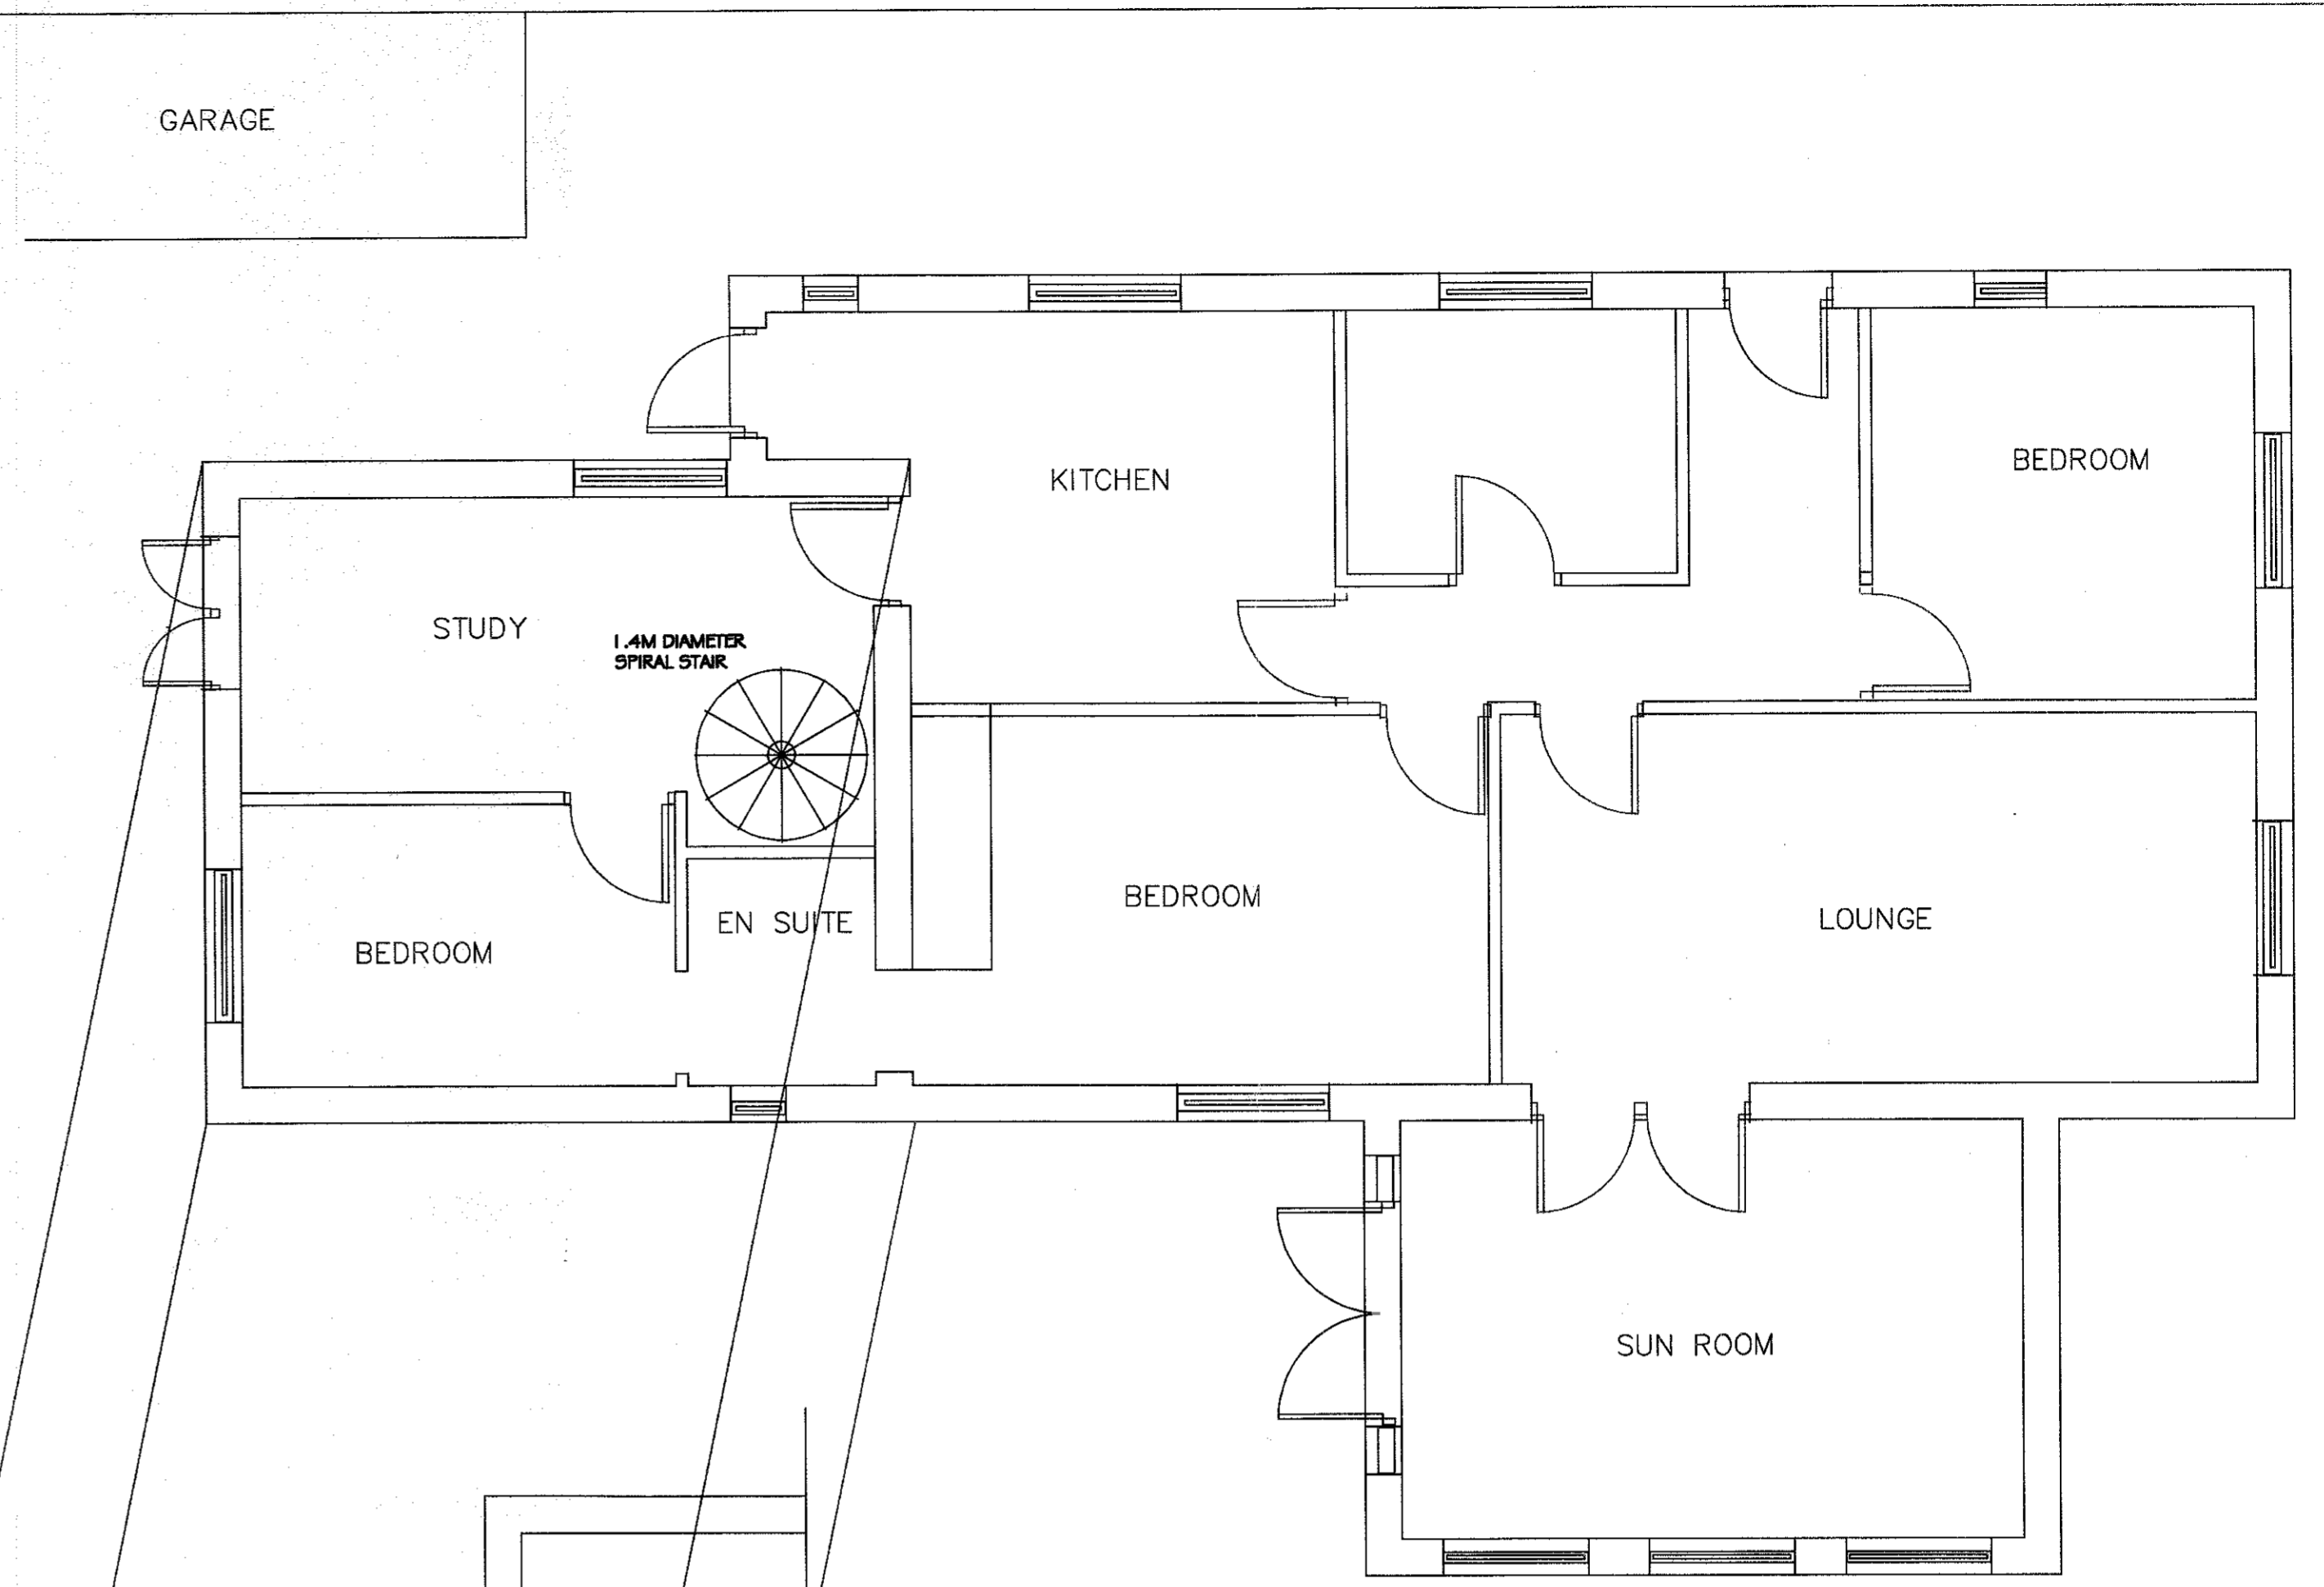 GARAGE
KITCHEN
BEDROOM
STUDY
1.4M DIAMETER
SPIRAL STAIR
BEDROOM
EN SUITE
BEDROOM
LOUNGE
SUN ROOM